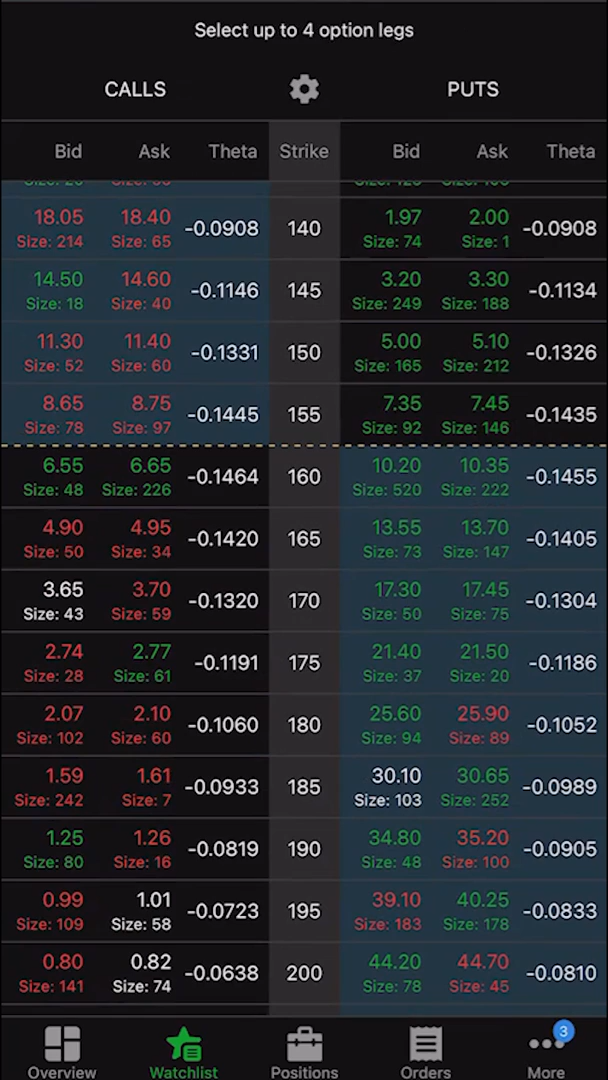 Select up to 4 option legs
CALLS PUTS
Bid Ask Theta Strike Bid Ask Theta
18.05 18.40 -0.0908 140 1.97 2.00 -0.0908
Size: 214 Size: 65 Size: 74 Size: 1
14.50 14.60 -0.1146 145 3.20 3.30 -0.1134
Size: 18 Size: 40 Size: 249 Size: 188
11.30 11.40 -0.1331 150 5.00 5.10 -0.1326
Size: 52 Size: 60 Size: 165 Size: 212
8.65 8.75 -0.1445 155 7.35 7.45 -0.1435
Size: 78 Size: 97 Size: 92 Size: 146
6.55 6.65 -0.1464 160 10.20 10.35 -0.1455
Size: 48 Size: 226 Size: 520 Size: 222
4.90 4.95 -0.1420 165 13.55 13.70 -0.1405
Size: 50 Size: 34 Size: 73 Size: 147
3.65 3.70 -0.1320 170 17.30 17.45 -0.1304
Size: 43 Size: 59 Size: 50 Size: 75
2.74 2.77 -0.1191 175 21.40 21.50 -0.1186
Size: 28 Size: 61 Size: 37 Size: 20
2.07 2.10 -0.1060 180 25.60 25.90 -0.1052
Size: 102 Size: 60 Size: 94 Size: 89
1.59 1.61 -0.0933 185 30.10 30.65 -0.0989
Size: 242 Size: 7 Size: 103 Size: 252
1.25 1.26 -0.0819 190 34.80 35.20 -0.0905
Size: 80 Size: 16 Size: 48 Size: 100
0.99 1.01 -0.0723 195 39.10 40.25 -0.0833
Size: 109 Size: 58 Size: 183 Size: 178
0.80 0.82 -0.0638 200 44.20 44.70 -0.0810
Size: 141 Size: 74 Size: 78 Size: 45
3
Overview Watchlist Positions Orders More